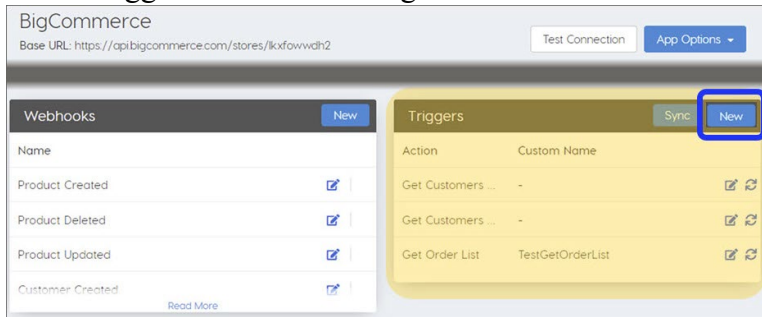 BigCommerce
Base URL: https://api.bigcommerce.com/stores/lkxfowwdh2
Test Connection
App Options
Webhooks
New
Name
Product Created
Product Deleted
Product Updated
Customer Created
Read More
Triggers
Sync
New
Action Custom Name
Get Customers ... -
Get Customers ... -
Get Order List TestGetOrderList